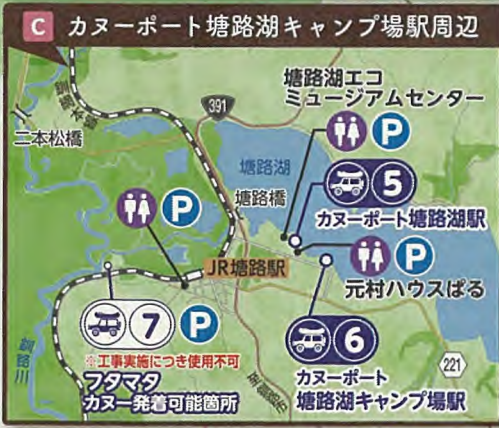 C カヌーポート塘路湖キャンプ場駅周辺
391
塘路湖エコ
ミュージアムセンター
P
二本松橋
塘路湖
5
塘路橋
カヌーポート塘路湖駅
P
P
JR塘路駅
元村ハウスぱる
7 P
6
※工事実施につき使用不可
フタマタ
カヌー発着可能箇所
カヌーポート
塘路湖キャンプ場駅
221
釧路川